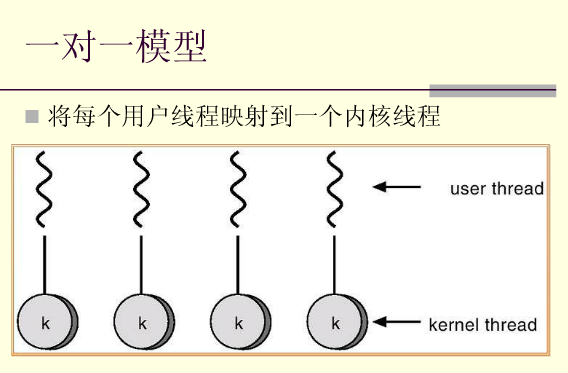 一对一模型
将每个用户线程映射到一个内核线程
user thread
k k k k
kernel thread